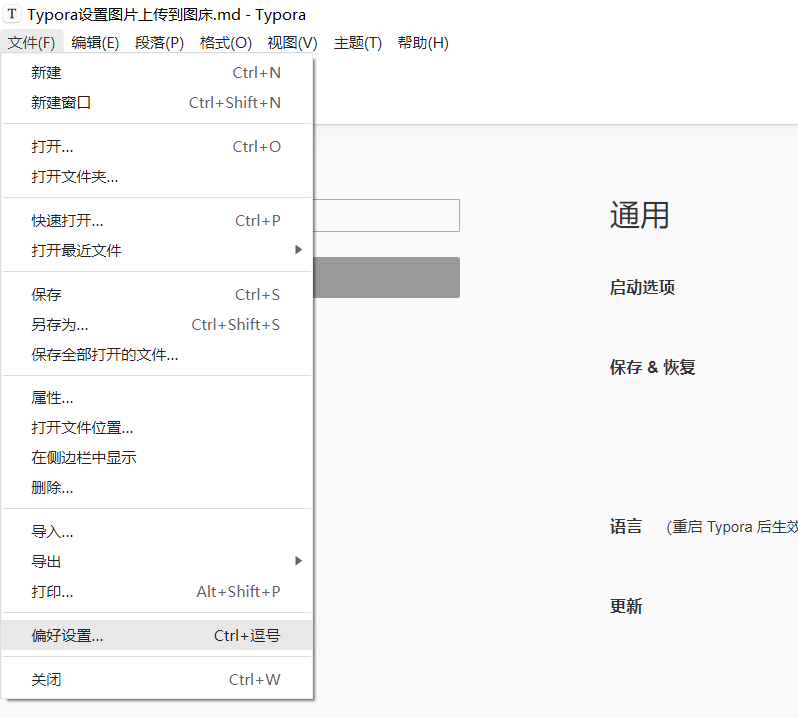 T Typora设置图片上传到图床.md - Typora
文件(F) 编辑(E) 段落(P) 格式(O) 视图(V) 主题(T) 帮助(H)
新建 Ctrl+N
新建窗口 Ctrl+Shift+N
打开... Ctrl+O
打开文件夹...
快速打开... Ctrl+P
打开最近文件
保存 Ctrl+S
另存为... Ctrl+Shift+S
保存全部打开的文件...
属性...
打开文件位置...
在侧边栏中显示
删除...
导入...
导出
打印... Alt+Shift+P
偏好设置... Ctrl+逗号
关闭 Ctrl+W
通用
启动选项
保存 & 恢复
语言 (重启 Typora 后生效
更新